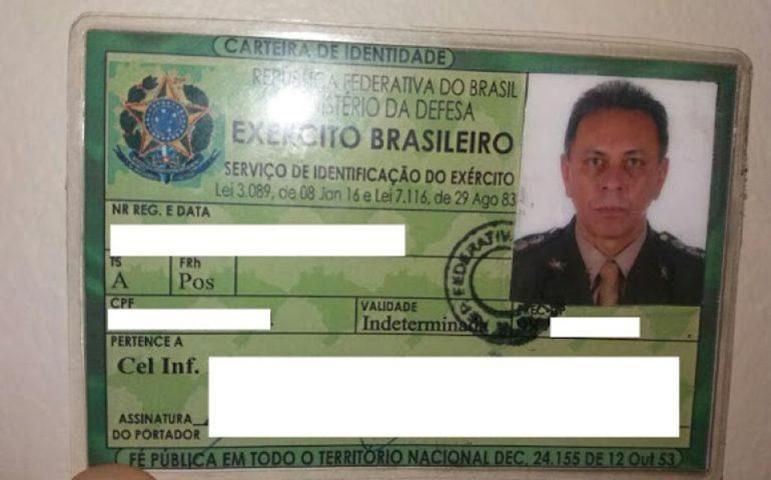 CARTEIRA DE IDENTIDADE
REPÚBLICA FEDERATIVA DO BRASIL
MINISTÉRIO DA DEFESA
EXÉRCITO BRASILEIRO
SERVIÇO DE IDENTIFICAÇÃO DO EXÉRCITO
Lei 3.089, de 08 Jan 16 e Lei 7.116, de 29 Ago 83
NR REG. E DATA
TS FRh
A Pos
CPF VALIDADE PREC-CP
Indeterminada
PERTENCE A
Cel Inf.
ASSINATURA
DO PORTADOR
FÉ PÚBLICA EM TODO O TERRITÓRIO NACIONAL DEC. 24.155 DE 12 Out 53